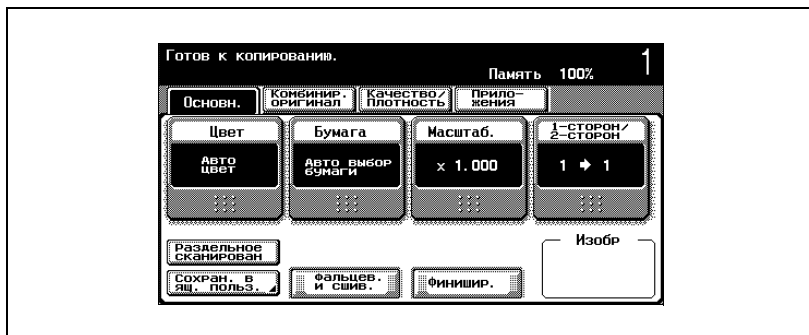 Готов к копированию.
Память 100% 1
Основн.
Комбинир.
оригинал
Качество/
плотность
Прило-
жения
Цвет
Бумага
Масштаб.
1-сторон/
2-сторон
Авто
цвет
Авто выбор
бумаги
x 1.000
1 ➔ 1
Раздельное
сканирован
Изобр
Сохран. в
ящ. польз.
Фальцев.
и сшив.
Финишир.